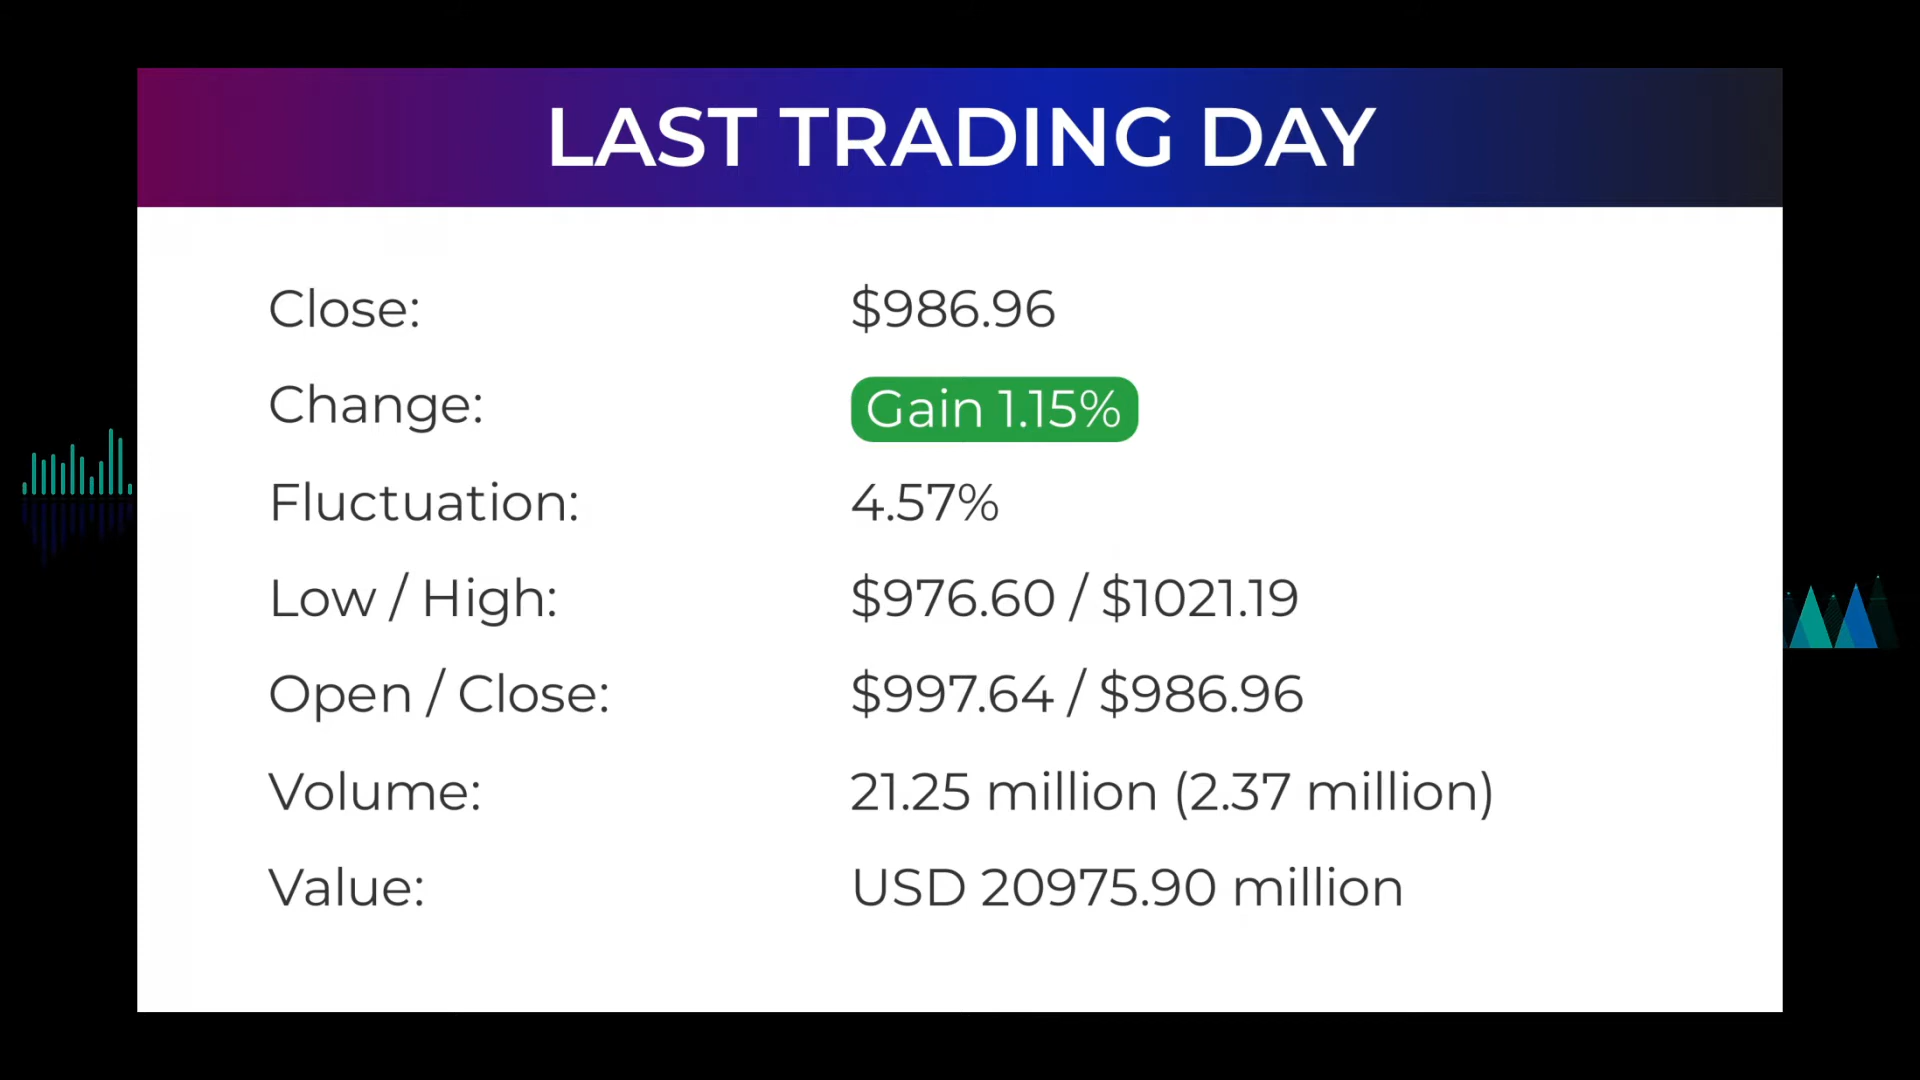 LAST TRADING DAY
Close: $986.96
Change: Gain 1.15%
Fluctuation: 4.57%
Low / High: $976.60 / $1021.19
Open / Close: $997.64 / $986.96
Volume: 21.25 million (2.37 million)
Value: USD 20975.90 million